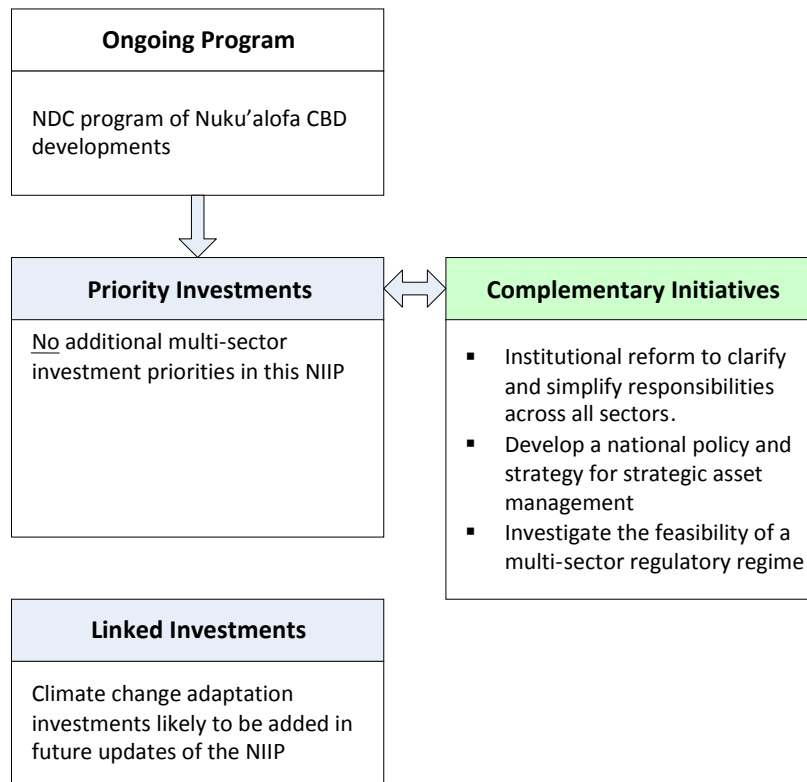 Ongoing Program
NDC program of Nuku’alofa CBD
developments
Priority Investments
No additional multi-sector
investment priorities in this NIIP
Complementary Initiatives
▪ Institutional reform to clarify
and simplify responsibilities
across all sectors.
▪ Develop a national policy and
strategy for strategic asset
management
▪ Investigate the feasibility of a
multi-sector regulatory regime
Linked Investments
Climate change adaptation
investments likely to be added in
future updates of the NIIP